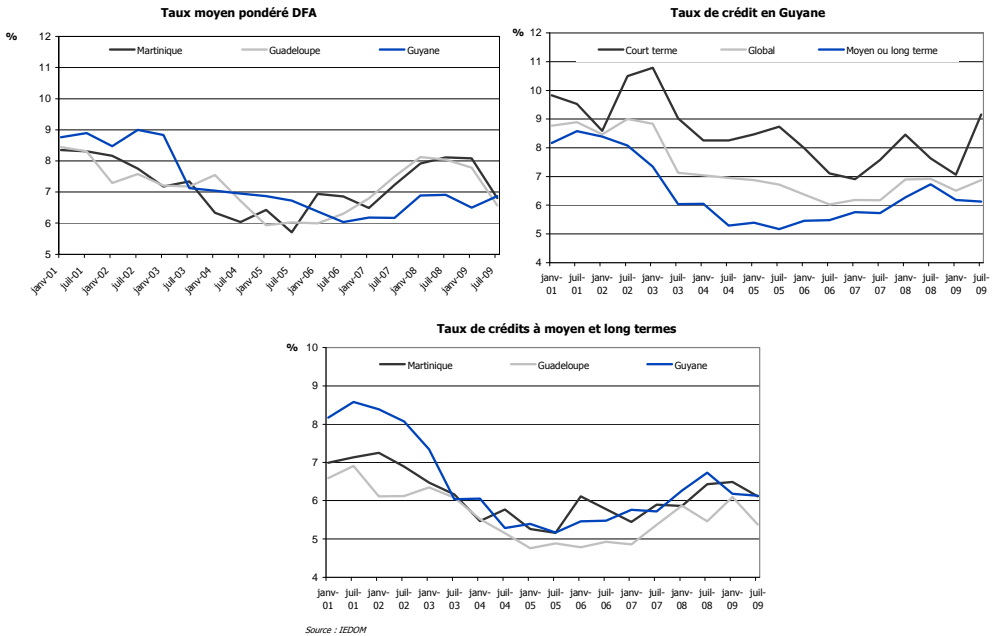 Taux moyen pondéré DFA
%
Martinique Guadeloupe Guyane
12
11
10
9
8
7
6
5
janv-01 juil-01 janv-02 juil-02 janv-03 juil-03 janv-04 juil-04 janv-05 juil-05 janv-06 juil-06 janv-07 juil-07 janv-08 juil-08 janv-09 juil-09
Taux de crédit en Guyane
%
Court terme Global Moyen ou long terme
12
11
10
9
8
7
6
5
4
janv- juil- janv- juil- janv- juil- janv- juil- janv- juil- janv- juil- janv- juil- janv- juil- janv- juil-
01 01 02 02 03 03 04 04 05 05 06 06 07 07 08 08 09 09
Taux de crédits à moyen et long termes
%
Martinique Guadeloupe Guyane
10
9
8
7
6
5
4
janv- juil- janv- juil- janv- juil- janv- juil- janv- juil- janv- juil- janv- juil- janv- juil- janv- juil-
01 01 02 02 03 03 04 04 05 05 06 06 07 07 08 08 09 09
Source : IEDOM